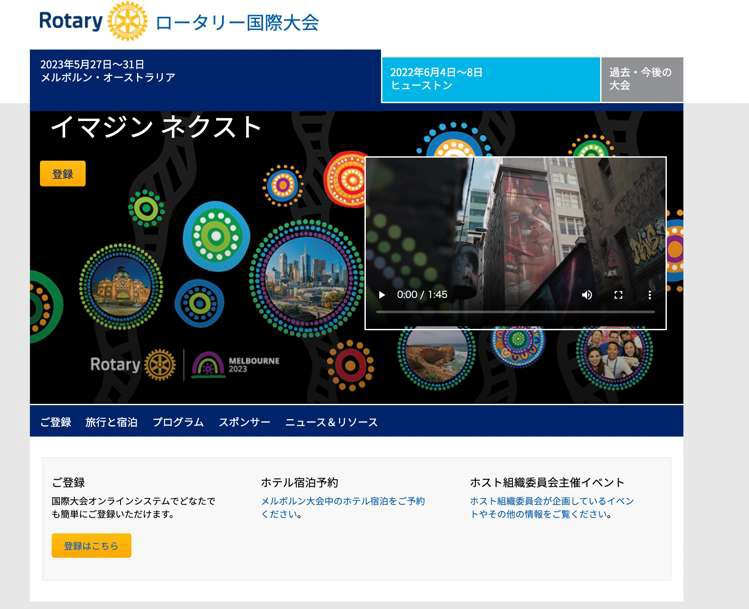 Rotary ロータリー国際大会
2023年5月27日〜31日
メルボルン・オーストラリア
2022年6月4日〜8日
ヒューストン
過去・今後の
大会
イマジン ネクスト
登録
0:00 / 1:45
Rotary
MELBOURNE
2023
ご登録 旅行と宿泊 プログラム スポンサー ニュース＆リソース
ご登録
国際大会オンラインシステムでどなたで
も簡単にご登録いただけます。
登録はこちら
ホテル宿泊予約
メルボルン大会中のホテル宿泊をご予約
ください。
ホスト組織委員会主催イベント
ホスト組織委員会が企画しているイベン
トやその他の情報をご覧ください。